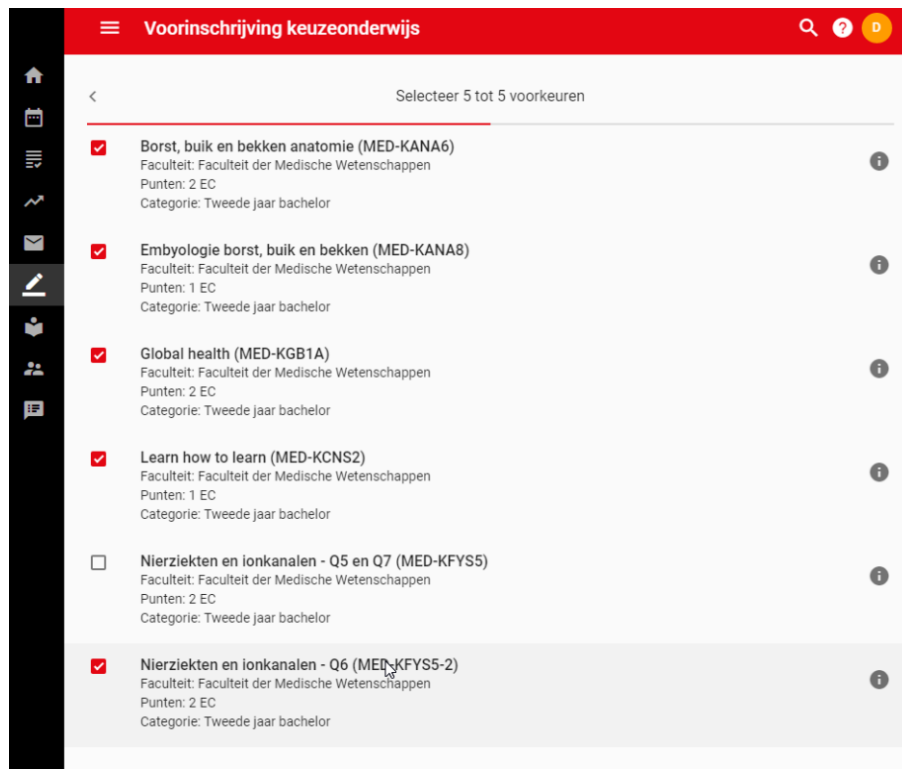 Voorinschrijving keuzeonderwijs
?
D
Selecteer 5 tot 5 voorkeuren
Borst, buik en bekken anatomie (MED-KANA6)
Faculteit: Faculteit der Medische Wetenschappen
Punten: 2 EC
Categorie: Tweede jaar bachelor
Embyologie borst, buik en bekken (MED-KANA8)
Faculteit: Faculteit der Medische Wetenschappen
Punten: 1 EC
Categorie: Tweede jaar bachelor
Global health (MED-KGB1A)
Faculteit: Faculteit der Medische Wetenschappen
Punten: 2 EC
Categorie: Tweede jaar bachelor
Learn how to learn (MED-KCNS2)
Faculteit: Faculteit der Medische Wetenschappen
Punten: 1 EC
Categorie: Tweede jaar bachelor
Nierziekten en ionkanalen - Q5 en Q7 (MED-KFYS5)
Faculteit: Faculteit der Medische Wetenschappen
Punten: 2 EC
Categorie: Tweede jaar bachelor
Nierziekten en ionkanalen - Q6 (MED-KFYS5-2)
Faculteit: Faculteit der Medische Wetenschappen
Punten: 2 EC
Categorie: Tweede jaar bachelor